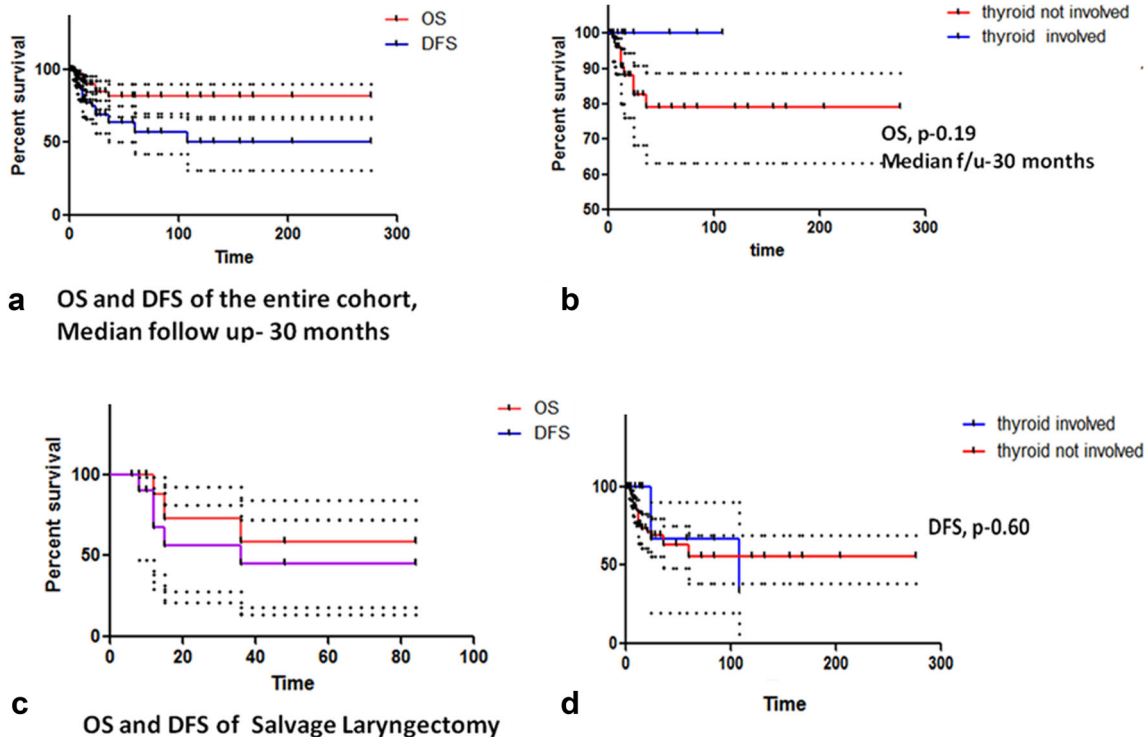 OS
DFS
Percent survival
100
50
0
0
100
200
300
Time
a
OS and DFS of the entire cohort,
Median follow up- 30 months
thyroid not involved
thyroid involved
Percent survival
100
90
80
70
60
50
0
100
200
300
time
OS, p-0.19
Median f/u-30 months
b
OS
DFS
Percent survival
100
50
0
0
20
40
60
80
100
Time
c
OS and DFS of Salvage Laryngectomy
thyroid involved
thyroid not involved
Percent survival
100
50
0
0
100
200
300
Time
DFS, p-0.60
d